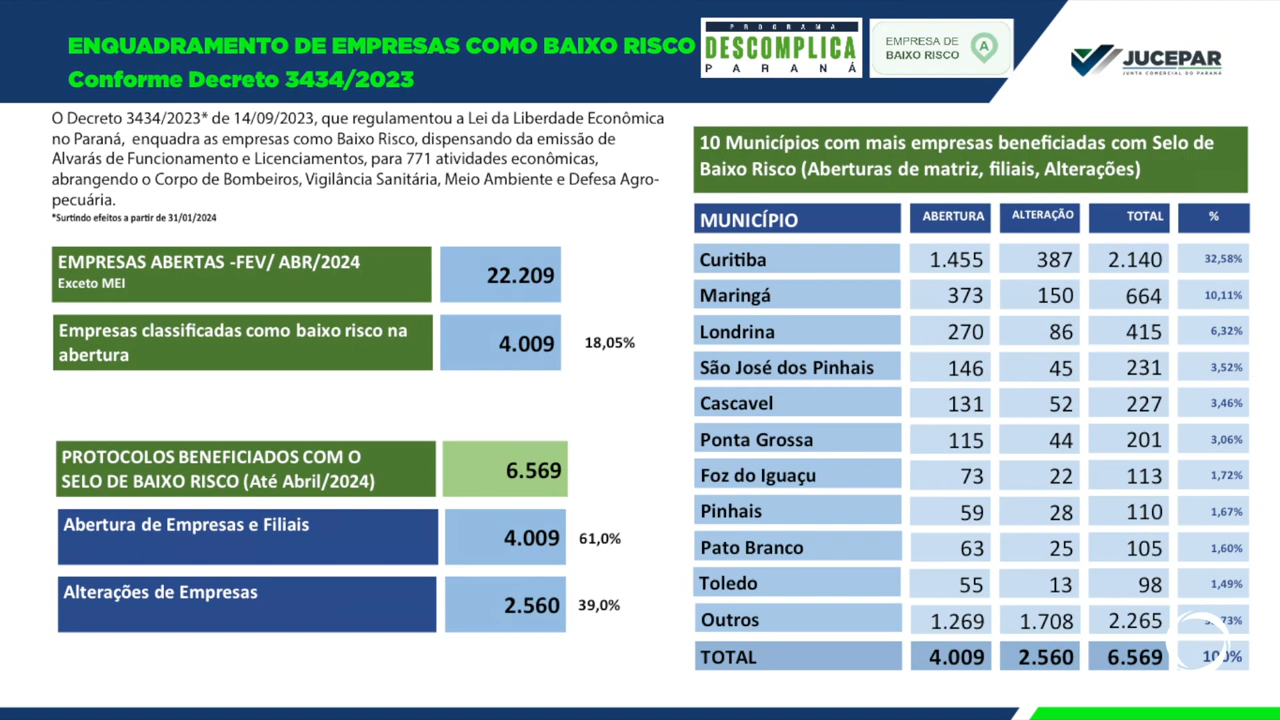 ENQUADRAMENTO DE EMPRESAS COMO BAIXO RISCO
Conforme Decreto 3434/2023
PROGRAMA
DESCOMPLICA
PARANÁ
EMPRESA DE
BAIXO RISCO
A
JUCEPAR
JUNTA COMERCIAL DO PARANÁ
O Decreto 3434/2023* de 14/09/2023, que regulamentou a Lei da Liberdade Econômica
no Paraná, enquadra as empresas como Baixo Risco, dispensando da emissão de
Alvarás de Funcionamento e Licenciamentos, para 771 atividades econômicas,
abrangendo o Corpo de Bombeiros, Vigilância Sanitária, Meio Ambiente e Defesa Agro-
pecuária.
*Surtindo efeitos a partir de 31/01/2024
EMPRESAS ABERTAS -FEV/ ABR/2024
Exceto MEI
22.209
Empresas classificadas como baixo risco na
abertura
4.009
18,05%
PROTOCOLOS BENEFICIADOS COM O
SELO DE BAIXO RISCO (Até Abril/2024)
6.569
Abertura de Empresas e Filiais
4.009
61,0%
Alterações de Empresas
2.560
39,0%
10 Municípios com mais empresas beneficiadas com Selo de
Baixo Risco (Aberturas de matriz, filiais, Alterações)
MUNICÍPIO ABERTURA ALTERAÇÃO TOTAL %
Curitiba 1.455 387 2.140 32,58%
Maringá 373 150 664 10,11%
Londrina 270 86 415 6,32%
São José dos Pinhais 146 45 231 3,52%
Cascavel 131 52 227 3,46%
Ponta Grossa 115 44 201 3,06%
Foz do Iguaçu 73 22 113 1,72%
Pinhais 59 28 110 1,67%
Pato Branco 63 25 105 1,60%
Toledo 55 13 98 1,49%
Outros 1.269 1.708 2.265
TOTAL 4.009 2.560 6.569 100%